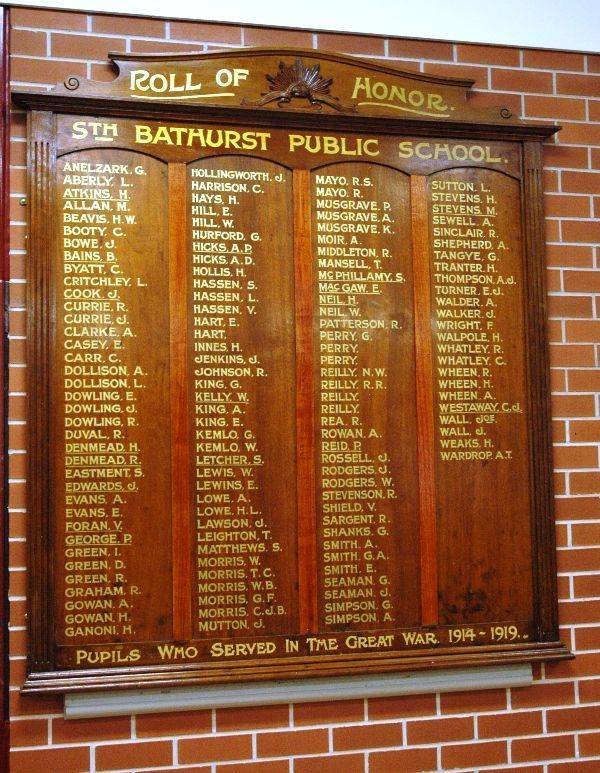 ROLL OF HONOR.
STH BATHURST PUBLIC SCHOOL.
ANELZARK. G.
ABERLY. L.
ATKINS. H.
ALLAN. M.
BEAVIS. H.W.
BOOTY. C.
BOWE. J.
BAINS. B.
BYATT. C.
CRITCHLEY. L.
COOK. J.
CURRIE. R.
CURRIE. J.
CLARKE. A.
CASEY. E.
CARR. C.
DOLLISON. A.
DOLLISON. L.
DOWLING. E.
DOWLING. J.
DOWLING. R.
DUVAL. R.
DENMEAD. H.
DENMEAD. R.
EASTMENT. S.
EDWARDS. J.
EVANS. A.
EVANS. E.
FORAN. V.
GEORGE. P.
GREEN. I.
GREEN. D.
GREEN. R.
GRAHAM. R.
GOWAN. A.
GOWAN. H.
GANONI. H.
HOLLINGWORTH. J.
HARRISON. C.
HAYS. H.
HILL. E.
HILL. W.
HURFORD. G.
HICKS. A.P.
HICKS. A.D.
HOLLIS. H.
HASSEN. S.
HASSEN. L.
HASSEN. V.
HART. E.
HART.
INNES. H.
JENKINS. J.
JOHNSON. R.
KING. G.
KELLY. W.
KING. A.
KING. E.
KEMLO. G.
KEMLO. W.
LETCHER. S.
LEWIS. W.
LEWINS. E.
LOWE. A.
LOWE. H.L.
LAWSON. J.
LEIGHTON. T.
MATTHEWS. S.
MORRIS. W.
MORRIS. T.C.
MORRIS. W.B.
MORRIS. G.F.
MORRIS. C.J.B.
MUTTON. J.
MAYO. R.S.
MAYO. R.
MUSGRAVE. P.
MUSGRAVE. A.
MUSGRAVE. K.
MOIR. A.
MIDDLETON. R.
MANSELL. T.
MCPHILLAMY. S.
MACGAW. E.
NEIL. H.
NEIL. W.
PATTERSON. R.
PERRY. G.
PERRY.
PERRY.
REILLY. N.W.
REILLY. R.R.
REILLY.
REILLY.
REA. R.
ROWAN. A.
REID. P.
ROSSELL. J.
RODGERS. J.
RODGERS. W.
STEVENSON. R.
SHIELD. V.
SARGENT. R.
SHANKS. G.
SMITH. A.
SMITH. G.A.
SMITH. E.
SEAMAN. G.
SEAMAN. J.
SIMPSON. G.
SIMPSON. A.
SUTTON. L.
STEVENS. H.
STEVENS. M.
SEWELL. A.
SINCLAIR. R.
SHEPHERD. A.
TANGYE. G.
TRANTER. H.
THOMPSON. A.J.
TURNER. E.J.
WALDER. A.
WALKER. J.
WRIGHT. F.
WALPOLE. H.
WHATLEY. R.
WHATLEY. C.
WHEEN. R.
WHEEN. H.
WHEEN. A.
WESTAWAY. C.J.
WALL. JOE.
WALL. J.
WEAKS. H.
WARDROP. A.T.
PUPILS WHO SERVED IN THE GREAT WAR. 1914-1919.